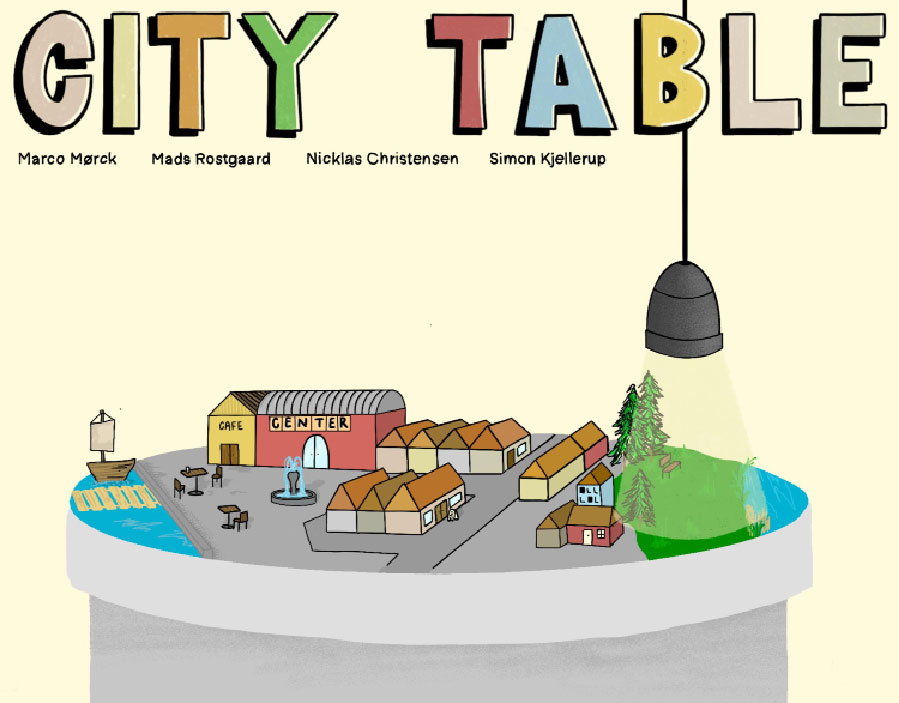 CITY TABLE
Marco Mørck Mads Rostgaard Nicklas Christensen Simon Kjellerup
CAFE
CENTER